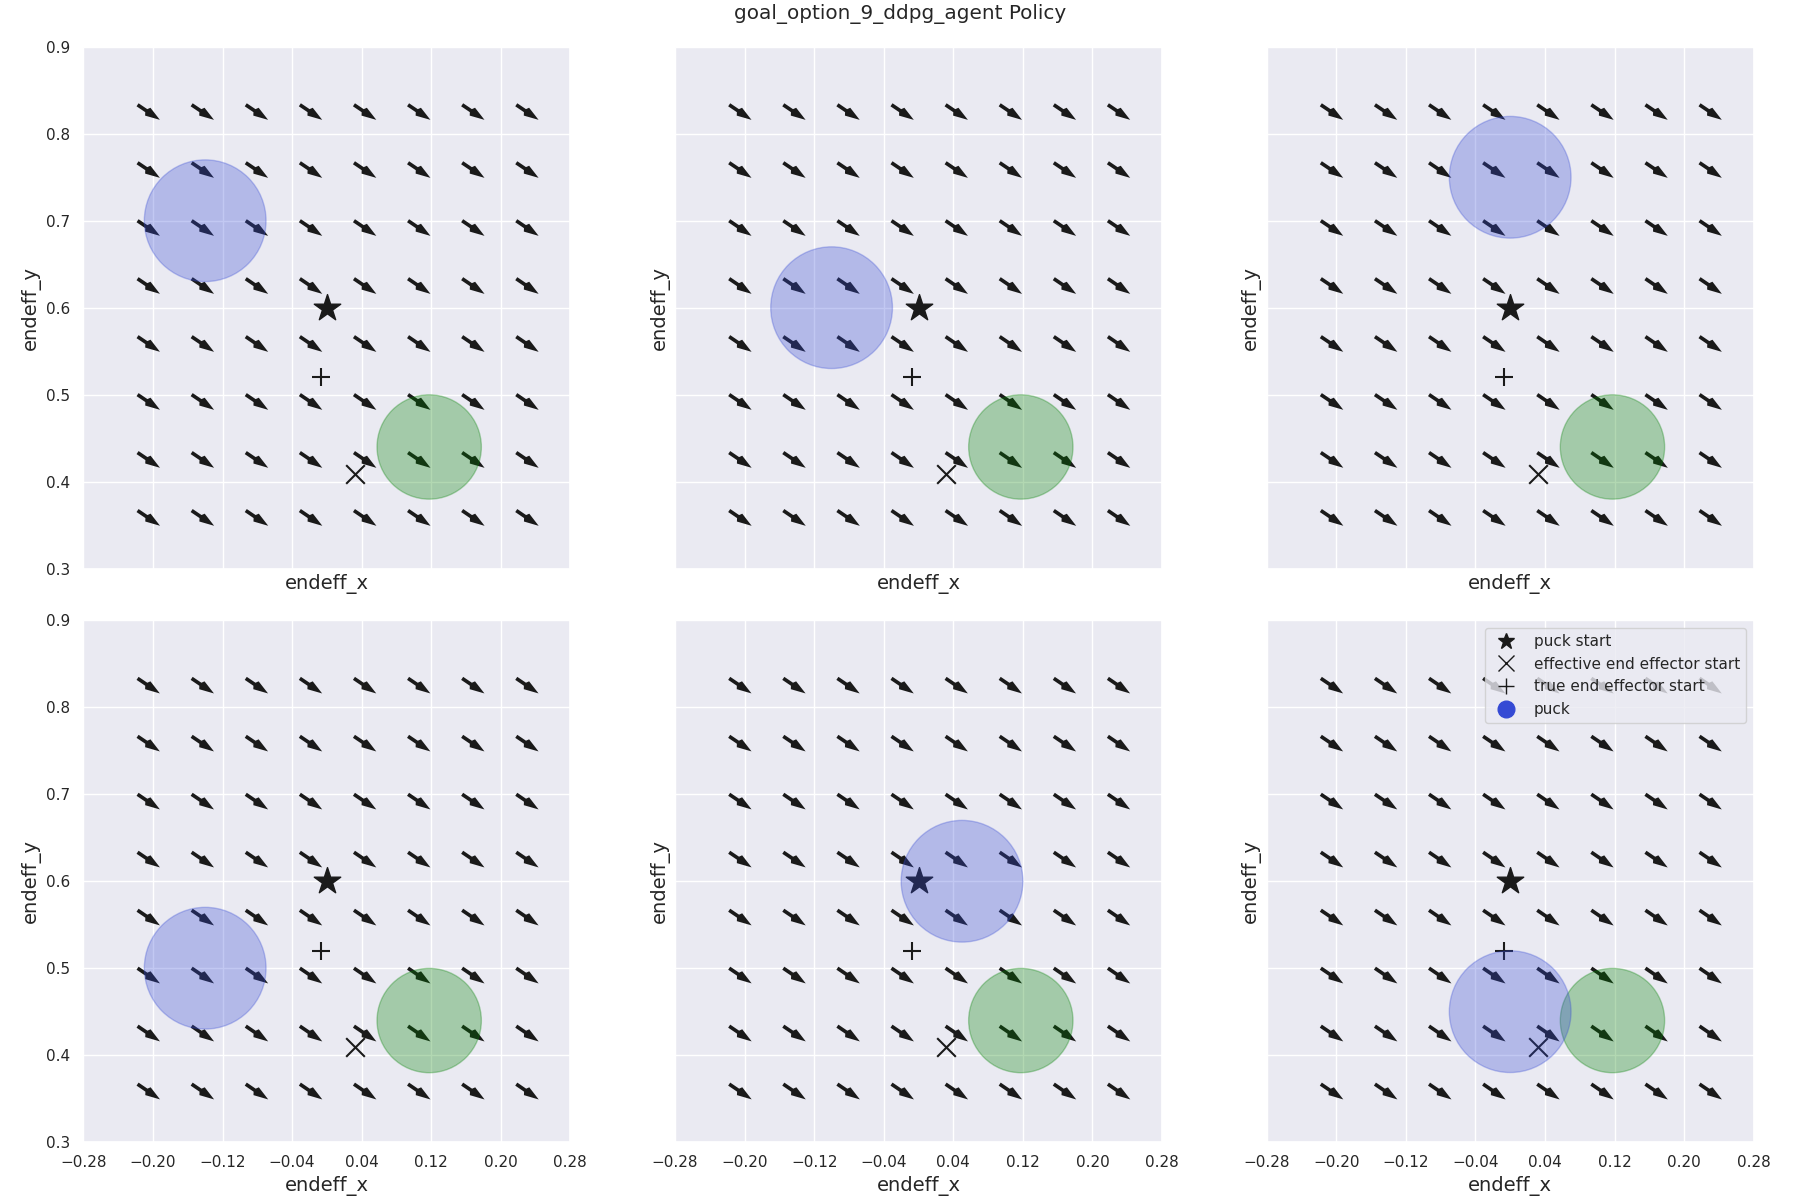 goal_option_9_ddpg_agent Policy
0.9
0.8
0.7
0.6
0.5
0.4
0.3
endeff_y
endeff_x
endeff_y
endeff_x
endeff_y
endeff_x
0.9
0.8
0.7
0.6
0.5
0.4
0.3
endeff_y
−0.28 −0.20 −0.12 −0.04 0.04 0.12 0.20 0.28
endeff_x
endeff_y
−0.28 −0.20 −0.12 −0.04 0.04 0.12 0.20 0.28
endeff_x
puck start
effective end effector start
true end effector start
puck
endeff_y
−0.28 −0.20 −0.12 −0.04 0.04 0.12 0.20 0.28
endeff_x